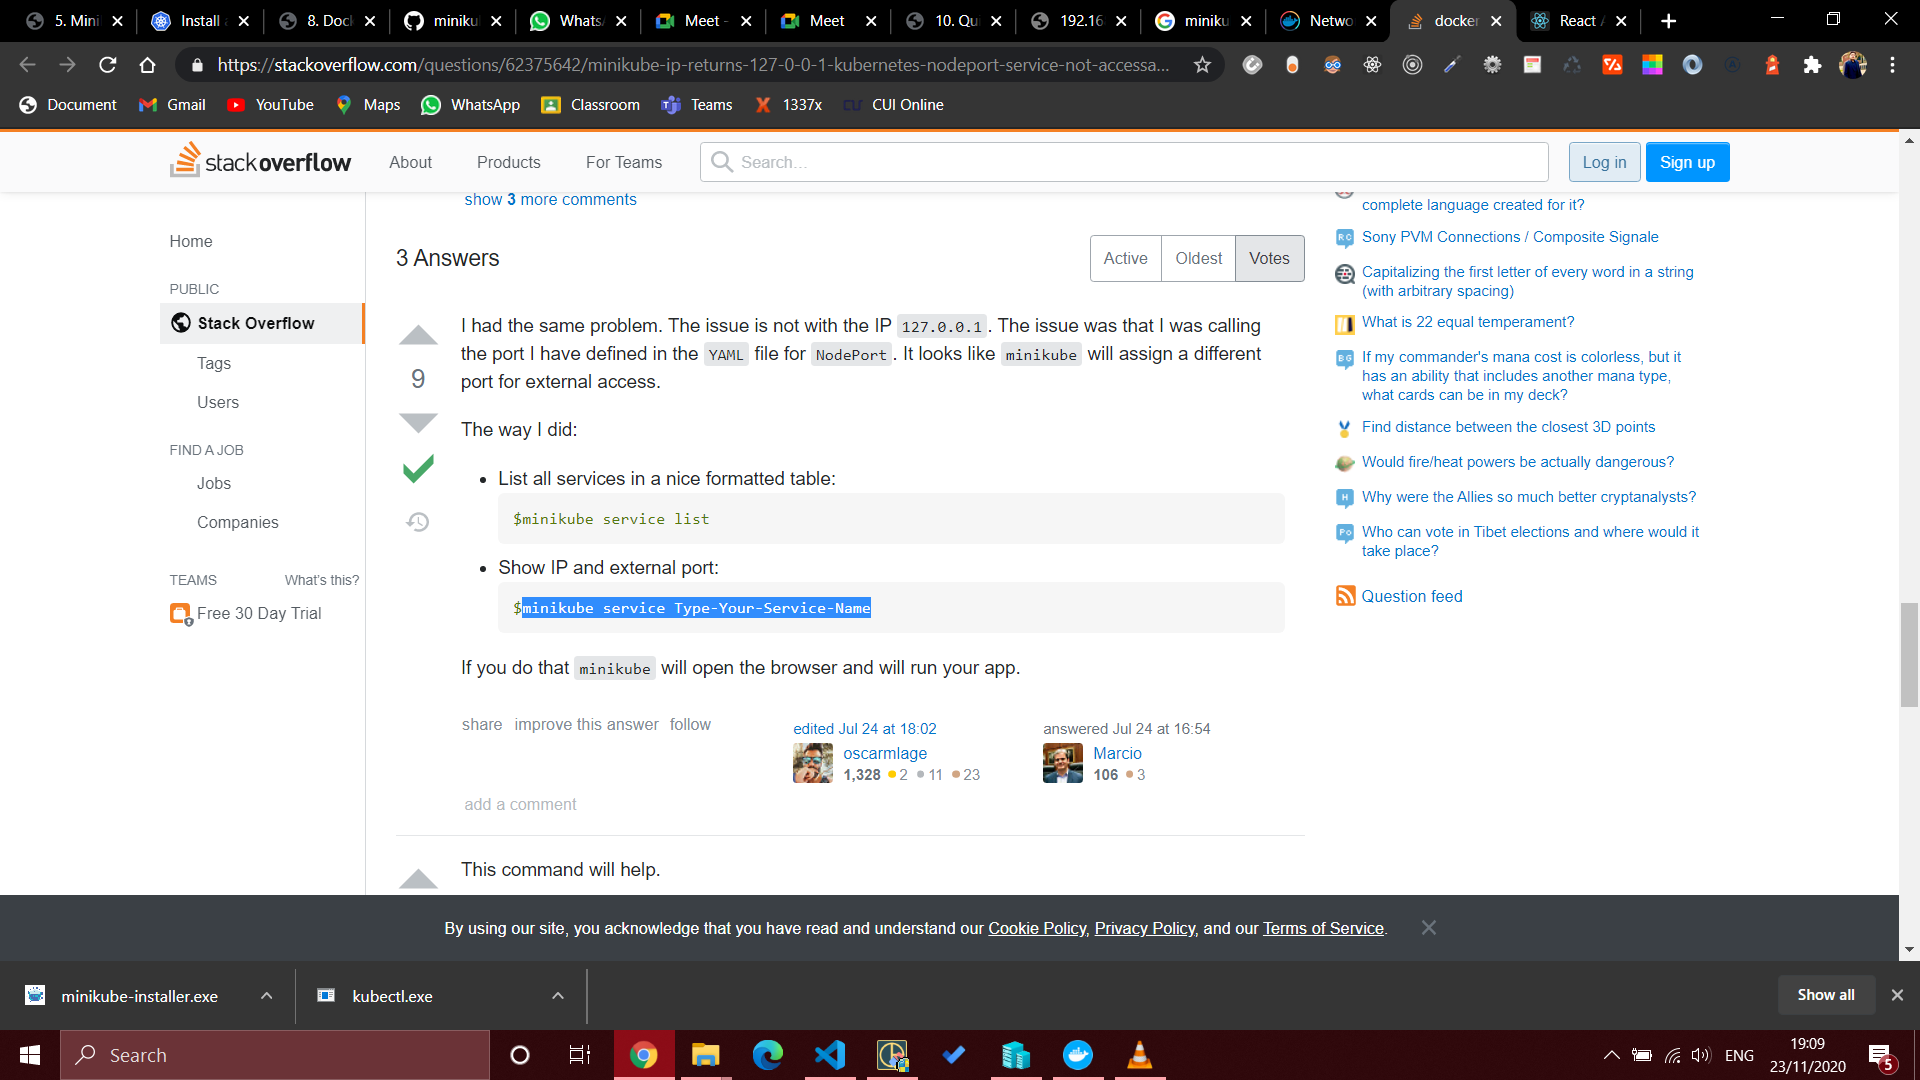 5. Mini
Install a
8. Dock
miniku
WhatsA
Meet -
Meet
10. Qu
192.16
miniku
Netwo
docker
React A
https://stackoverflow.com/questions/62375642/minikube-ip-returns-127-0-0-1-kubernetes-nodeport-service-not-accessa...
Document
Gmail
YouTube
Maps
WhatsApp
Classroom
Teams
1337x
CUI Online
stackoverflow
About
Products
For Teams
Search...
Log in
Sign up
Home
PUBLIC
Stack Overflow
Tags
Users
FIND A JOB
Jobs
Companies
TEAMS
What's this?
Free 30 Day Trial
show 3 more comments
3 Answers
Active
Oldest
Votes
9
I had the same problem. The issue is not with the IP 127.0.0.1. The issue was that I was calling
the port I have defined in the YAML file for NodePort. It looks like minikube will assign a different
port for external access.
The way I did:
• List all services in a nice formatted table:
$minikube service list
• Show IP and external port:
$minikube service Type-Your-Service-Name
If you do that minikube will open the browser and will run your app.
share improve this answer follow
edited Jul 24 at 18:02
oscarmlage
1,328 2 11 23
answered Jul 24 at 16:54
Marcio
106 3
add a comment
This command will help.
complete language created for it?
Sony PVM Connections / Composite Signale
Capitalizing the first letter of every word in a string
(with arbitrary spacing)
What is 22 equal temperament?
If my commander's mana cost is colorless, but it
has an ability that includes another mana type,
what cards can be in my deck?
Find distance between the closest 3D points
Would fire/heat powers be actually dangerous?
Why were the Allies so much better cryptanalysts?
Who can vote in Tibet elections and where would it
take place?
Question feed
By using our site, you acknowledge that you have read and understand our Cookie Policy, Privacy Policy, and our Terms of Service.
minikube-installer.exe
kubectl.exe
Show all
Search
ENG
19:09
23/11/2020
5